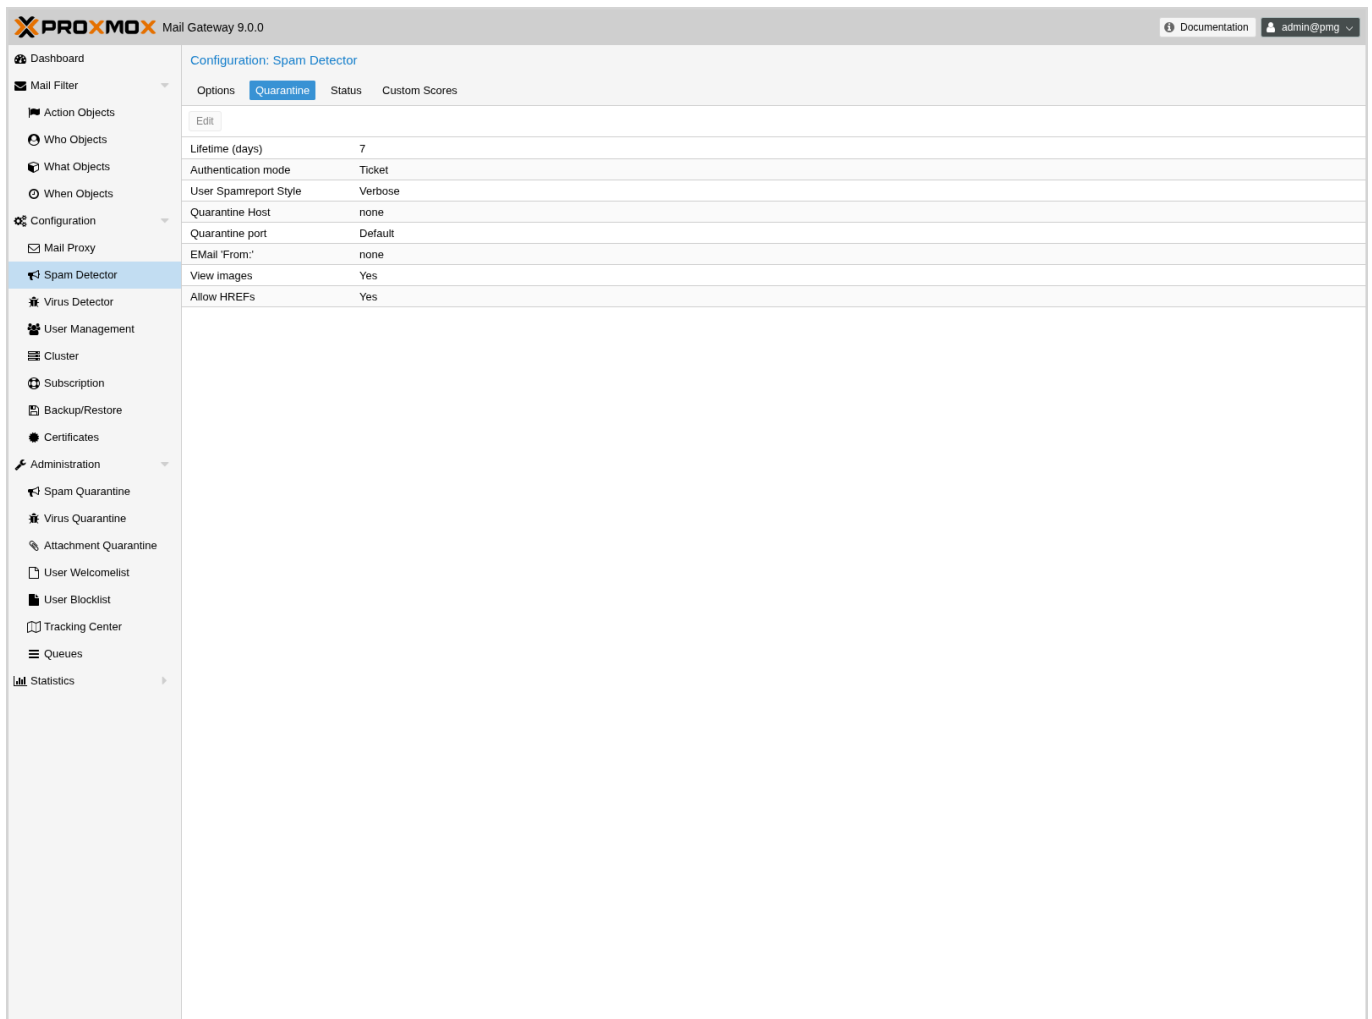 PROXMOX Mail Gateway 9.0.0
Documentation
admin@pmg
Dashboard
Mail Filter
Action Objects
Who Objects
What Objects
When Objects
Configuration
Mail Proxy
Spam Detector
Virus Detector
User Management
Cluster
Subscription
Backup/Restore
Certificates
Administration
Spam Quarantine
Virus Quarantine
Attachment Quarantine
User Welcomelist
User Blocklist
Tracking Center
Queues
Statistics
Configuration: Spam Detector
Options Quarantine Status Custom Scores
Edit
Lifetime (days) 7
Authentication mode Ticket
User Spamreport Style Verbose
Quarantine Host none
Quarantine port Default
EMail 'From:' none
View images Yes
Allow HREFs Yes